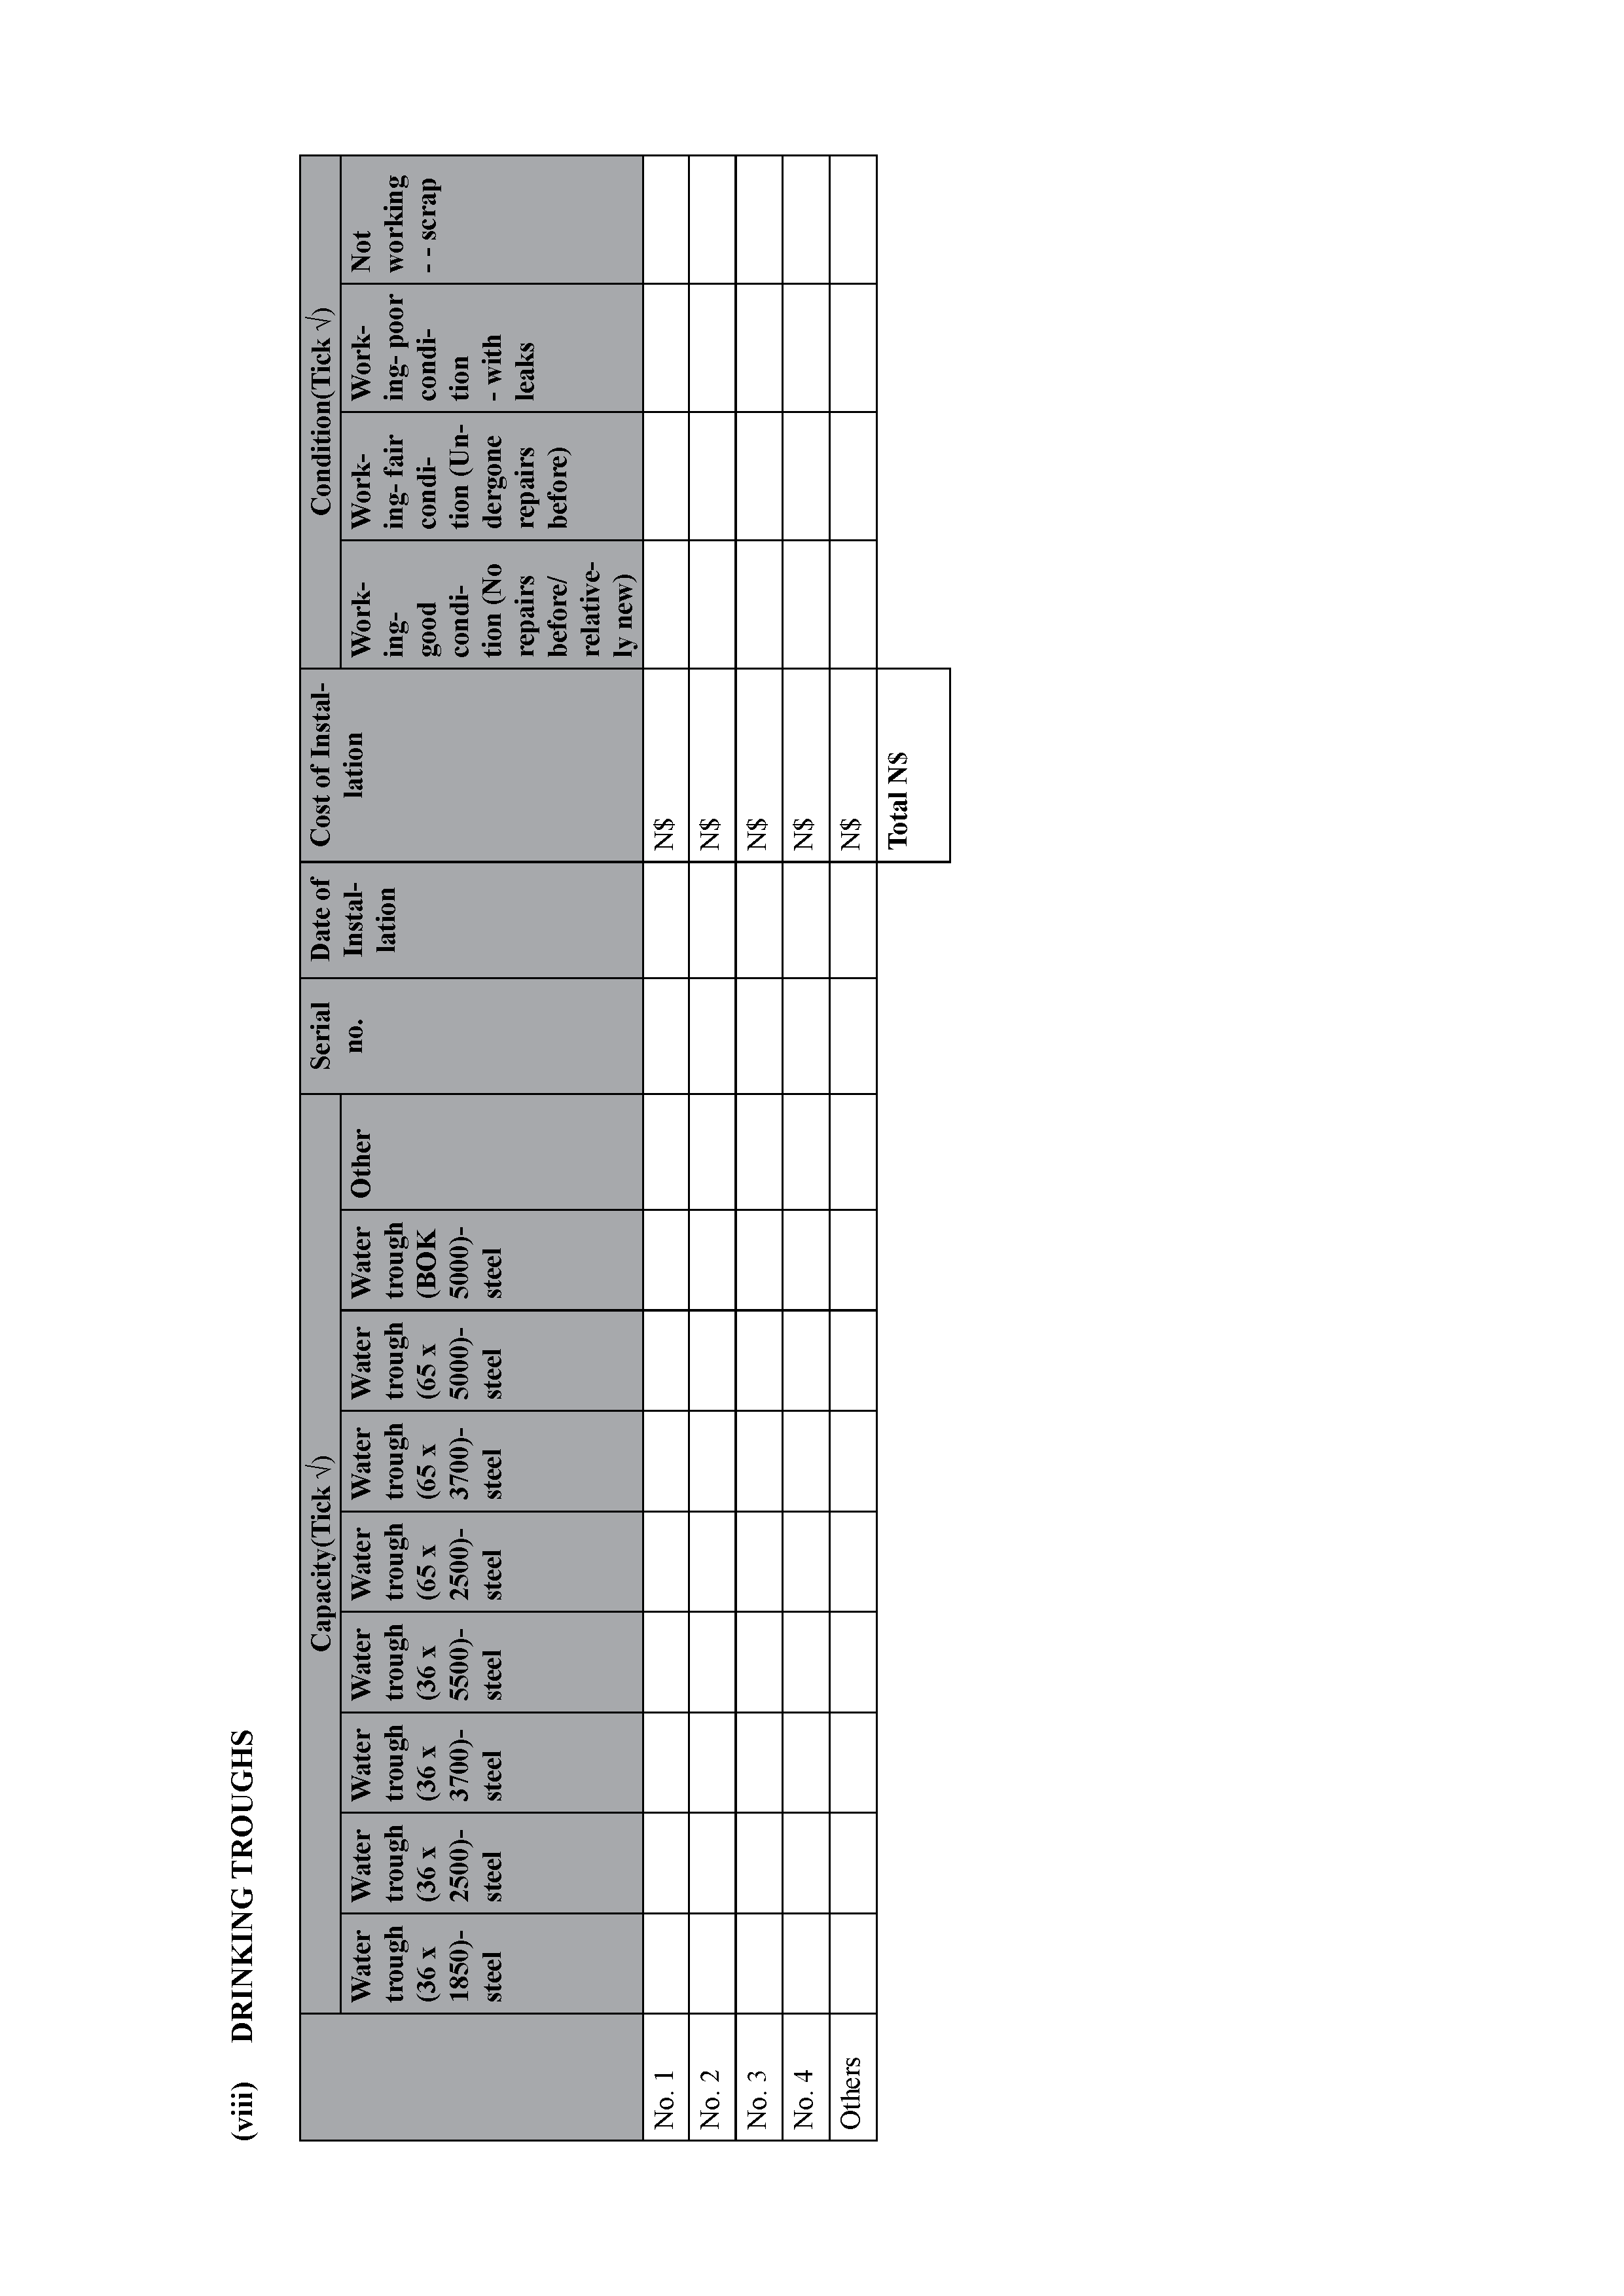 (viii) DRINKING TROUGHS
Capacity(Tick √)
Serial
no.
Date of
Instal-
lation
Cost of Instal-
lation
Condition(Tick √)
Water
trough
(36 x
1850)-
steel
Water
trough
(36 x
2500)-
steel
Water
trough
(36 x
3700)-
steel
Water
trough
(36 x
5500)-
steel
Water
trough
(65 x
2500)-
steel
Water
trough
(65 x
3700)-
steel
Water
trough
(65 x
5000)-
steel
Water
trough
(BOK
5000)-
steel
Other
Work-
ing-
good
condi-
tion (No
repairs
before/
relative-
ly new)
Work-
ing- fair
condi-
tion (Un-
dergone
repairs
before)
Work-
ing- poor
condi-
tion
- with
leaks
Not
working
- - scrap
No. 1 N$
No. 2 N$
No. 3 N$
No. 4 N$
Others N$
Total N$